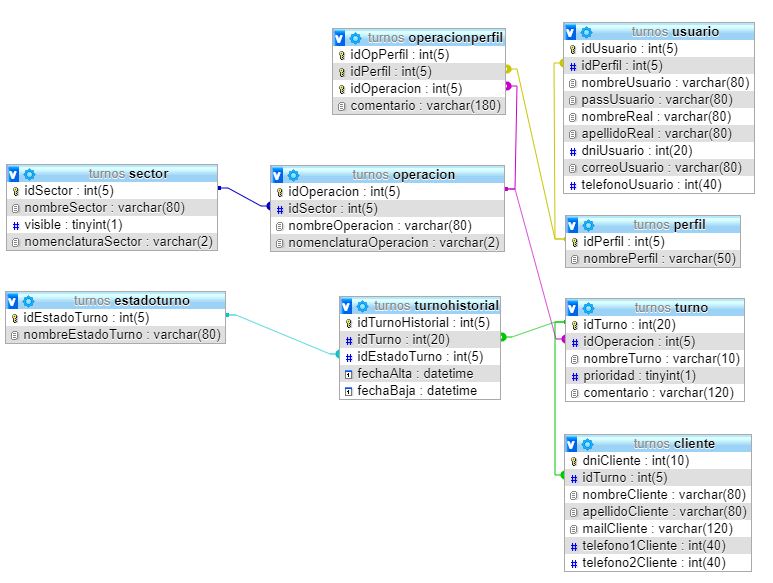 turnos operacionperfil
idOpPerfil : int(5)
idPerfil : int(5)
idOperacion : int(5)
comentario : varchar(180)
turnos usuario
idUsuario : int(5)
idPerfil : int(5)
nombreUsuario : varchar(80)
passUsuario : varchar(80)
nombreReal : varchar(80)
apellidoReal : varchar(80)
dniUsuario : int(20)
correoUsuario : varchar(80)
telefonoUsuario : int(40)
turnos sector
idSector : int(5)
nombreSector : varchar(80)
visible : tinyint(1)
nomenclaturaSector : varchar(2)
turnos operacion
idOperacion : int(5)
idSector : int(5)
nombreOperacion : varchar(80)
nomenclaturaOperacion : varchar(2)
turnos perfil
idPerfil : int(5)
nombrePerfil : varchar(50)
turnos estadoturno
idEstadoTurno : int(5)
nombreEstadoTurno : varchar(80)
turnos turnohistorial
idTurnoHistorial : int(5)
idTurno : int(20)
idEstadoTurno : int(5)
fechaAlta : datetime
fechaBaja : datetime
turnos turno
idTurno : int(20)
idOperacion : int(5)
nombreTurno : varchar(10)
prioridad : tinyint(1)
comentario : varchar(120)
turnos cliente
dniCliente : int(10)
idTurno : int(5)
nombreCliente : varchar(80)
apellidoCliente : varchar(80)
mailCliente : varchar(120)
telefono1Cliente : int(40)
telefono2Cliente : int(40)